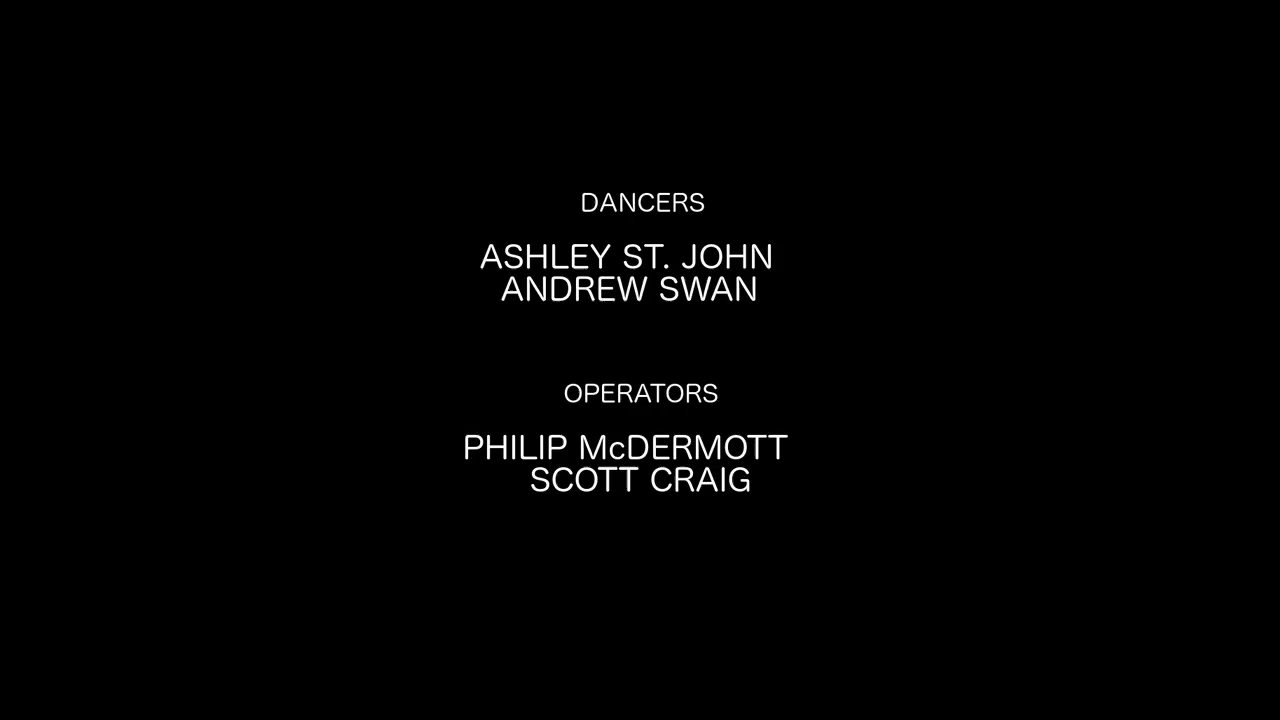 DANCERS
ASHLEY ST. JOHN
ANDREW SWAN
OPERATORS
PHILIP McDERMOTT
SCOTT CRAIG